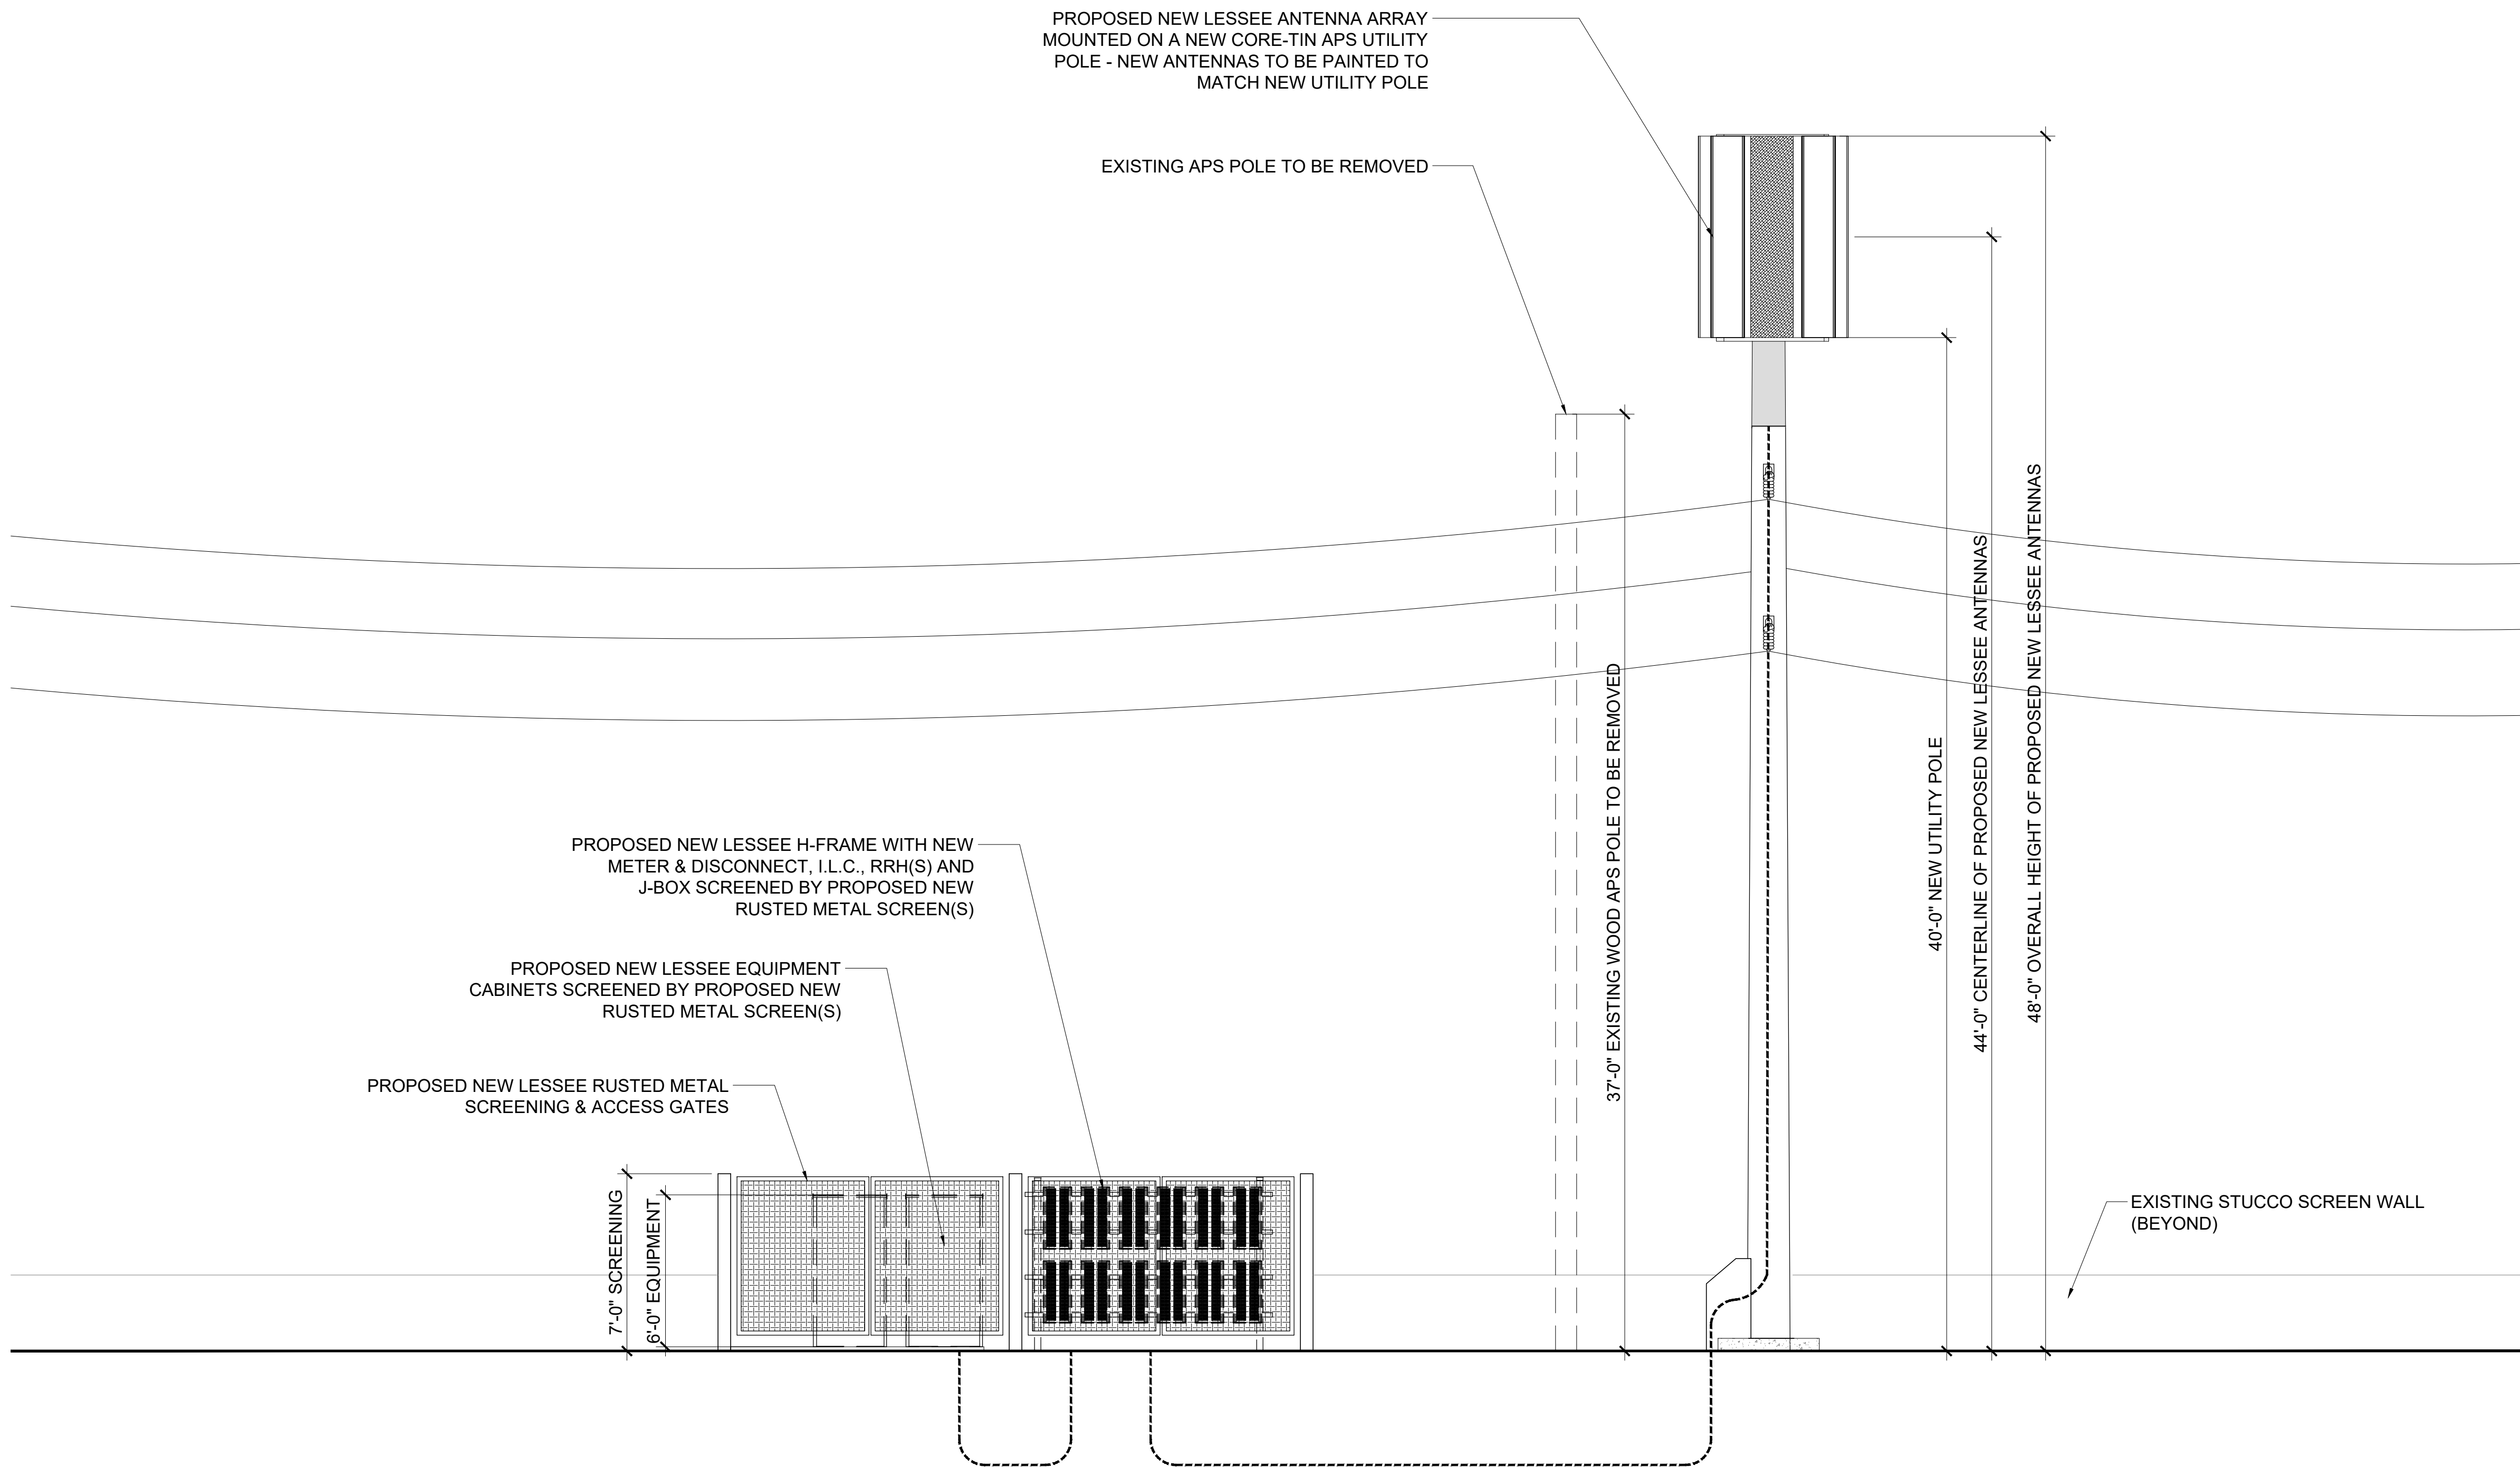 PROPOSED NEW LESSEE ANTENNA ARRAY
MOUNTED ON A NEW CORE-TIN APS UTILITY
POLE - NEW ANTENNAS TO BE PAINTED TO
MATCH NEW UTILITY POLE
EXISTING APS POLE TO BE REMOVED
PROPOSED NEW LESSEE H-FRAME WITH NEW
METER & DISCONNECT, I.L.C., RRH(S) AND
J-BOX SCREENED BY PROPOSED NEW
RUSTED METAL SCREEN(S)
PROPOSED NEW LESSEE EQUIPMENT
CABINETS SCREENED BY PROPOSED NEW
RUSTED METAL SCREEN(S)
PROPOSED NEW LESSEE RUSTED METAL
SCREENING & ACCESS GATES
7'-0" SCREENING
6'-0" EQUIPMENT
37'-0" EXISTING WOOD APS POLE TO BE REMOVED
40'-0" NEW UTILITY POLE
44'-0" CENTERLINE OF PROPOSED NEW LESSEE ANTENNAS
48'-0" OVERALL HEIGHT OF PROPOSED NEW LESSEE ANTENNAS
EXISTING STUCCO SCREEN WALL
(BEYOND)